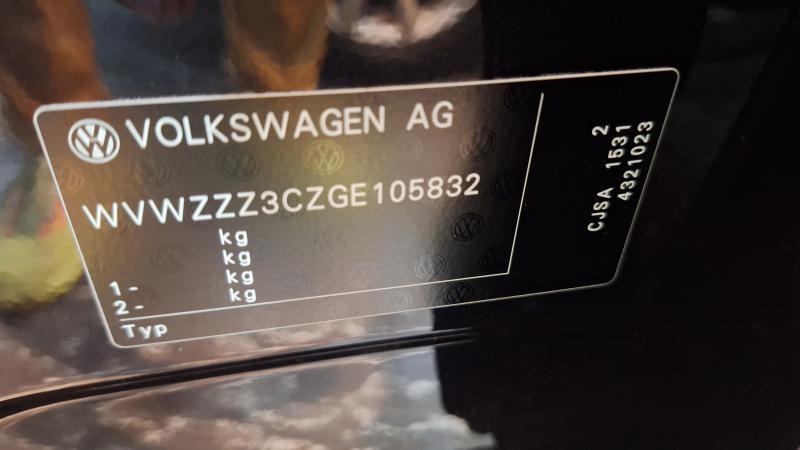 VOLKSWAGEN AG
WVWZZZ3CZGE105832
kg
kg
1- kg
2- kg
Typ
2
CJSA 1531
4321023